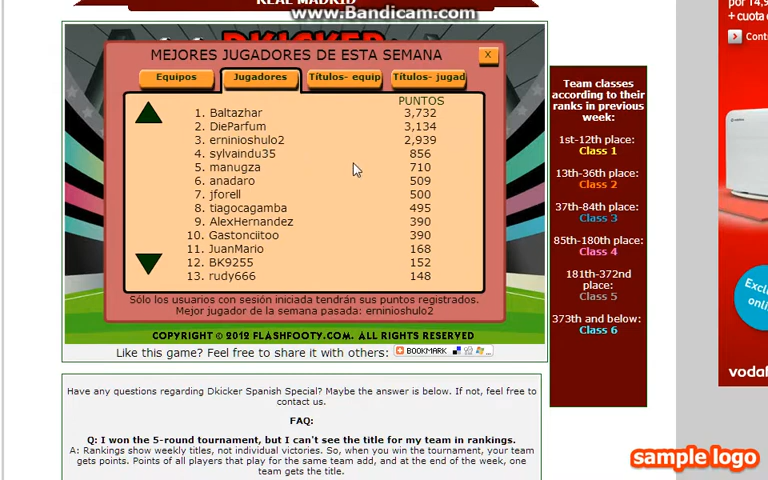 REAL MADRID
www.Bandicam.com
MEJORES JUGADORES DE ESTA SEMANA
X
Equipos
Jugadores
Títulos- equip
Títulos- jugad
PUNTOS
1. Baltazhar 3,732
2. DieParfum 3,134
3. erninioshulo2 2,939
4. sylvaindu35 856
5. manugza 710
6. anadaro 509
7. jforell 500
8. tiagocagamba 495
9. AlexHernandez 390
10. Gastonciitoo 390
11. JuanMario 168
12. BK9255 152
13. rudy666 148
Sólo los usuarios con sesión iniciada tendrán sus puntos registrados.
Mejor jugador de la semana pasada: erninioshulo2
COPYRIGHT © 2012 FLASHFOOTY.COM. ALL RIGHTS RESERVED
Like this game? Feel free to share it with others:
BOOKMARK
Have any questions regarding Dkicker Spanish Special? Maybe the answer is below. If not, feel free to
contact us.
FAQ:
Q: I won the 5-round tournament, but I can't see the title for my team in rankings.
A: Rankings show weekly titles, not individual victories. So, when you win the tournament, your team
gets points. Points of all players that play for the same team add, and at the end of the week, one
team gets the title.
Team classes
according to their
ranks in previous
week:
1st-12th place:
Class 1
13th-36th place:
Class 2
37th-84th place:
Class 3
85th-180th place:
Class 4
181th-372nd
place:
Class 5
373th and below:
Class 6
por 14,9
+ cuota
Cont
Exc
onli
vodaf
sample logo